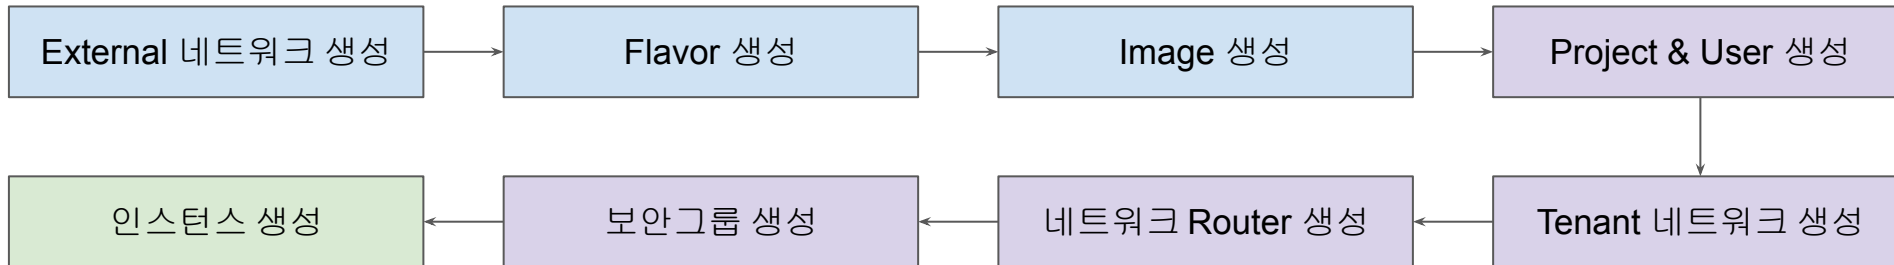 External 네트워크 생성
Flavor 생성
Image 생성
Project & User 생성
Tenant 네트워크 생성
네트워크 Router 생성
보안그룹 생성
인스턴스 생성